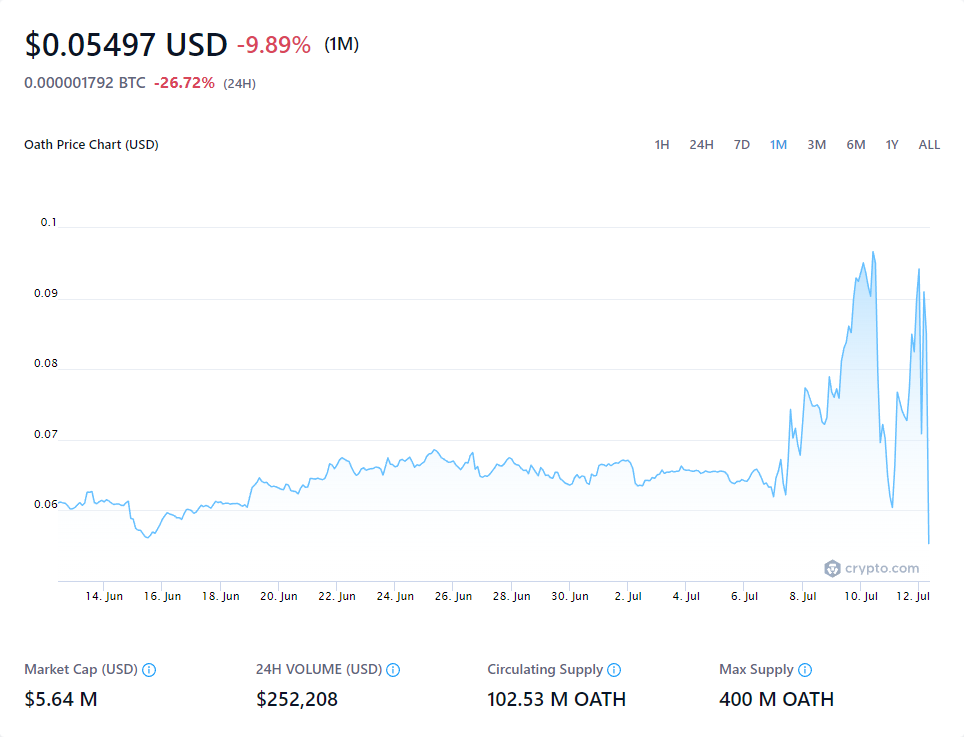 $0.05497 USD -9.89% (1M)
0.000001792 BTC -26.72% (24H)
Oath Price Chart (USD) 1H 24H 7D 1M 3M 6M 1Y ALL
0.1
0.09
0.08
0.07
0.06
crypto.com
14. Jun 16. Jun 18. Jun 20. Jun 22. Jun 24. Jun 26. Jun 28. Jun 30. Jun 2. Jul 4. Jul 6. Jul 8. Jul 10. Jul 12. Jul
Market Cap (USD) 24H VOLUME (USD) Circulating Supply Max Supply
$5.64 M $252,208 102.53 M OATH 400 M OATH